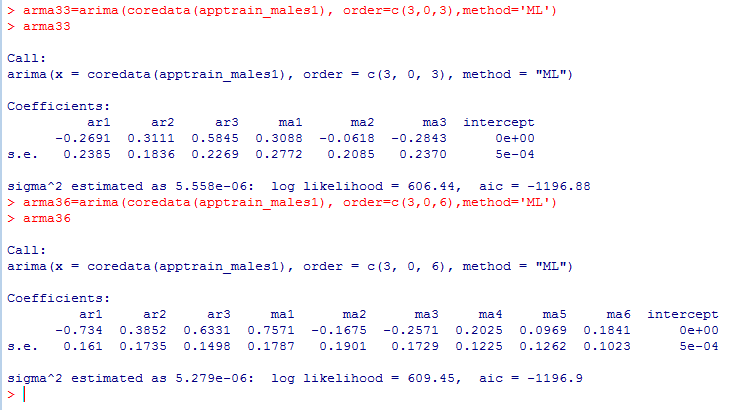 > arma33=arima(coredata(apptrain_males1), order=c(3,0,3),method='ML')
> arma33
Call:
arima(x = coredata(apptrain_males1), order = c(3, 0, 3), method = "ML")
Coefficients:
ar1 ar2 ar3 ma1 ma2 ma3 intercept
-0.2691 0.3111 0.5845 0.3088 -0.0618 -0.2843 0e+00
s.e. 0.2385 0.1836 0.2269 0.2772 0.2085 0.2370 5e-04
sigma^2 estimated as 5.558e-06: log likelihood = 606.44, aic = -1196.88
> arma36=arima(coredata(apptrain_males1), order=c(3,0,6),method='ML')
> arma36
Call:
arima(x = coredata(apptrain_males1), order = c(3, 0, 6), method = "ML")
Coefficients:
ar1 ar2 ar3 ma1 ma2 ma3 ma4 ma5 ma6 intercept
-0.734 0.3852 0.6331 0.7571 -0.1675 -0.2571 0.2025 0.0969 0.1841 0e+00
s.e. 0.161 0.1735 0.1498 0.1787 0.1901 0.1729 0.1225 0.1262 0.1023 5e-04
sigma^2 estimated as 5.279e-06: log likelihood = 609.45, aic = -1196.9
>